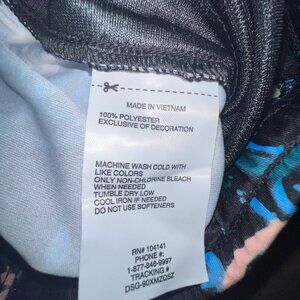 MADE IN VIETNAM
100% POLYESTER
EXCLUSIVE OF DECORATION
MACHINE WASH COLD WITH
LIKE COLORS
ONLY NON-CHLORINE BLEACH
WHEN NEEDED
TUMBLE DRY LOW
COOL IRON IF NEEDED
DO NOT USE SOFTENERS
RN# 104141
PHONE #:
1-877-846-9997
TRACKING #
DSG-90XMZQSZ